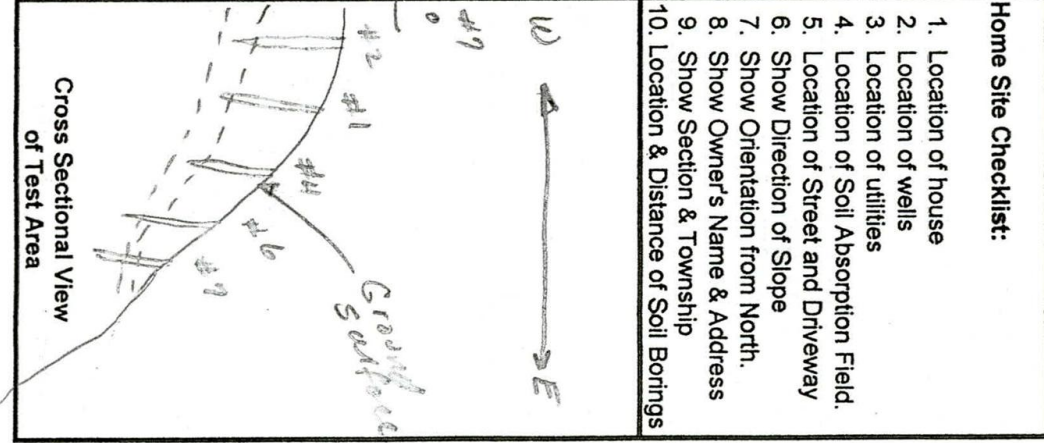 Home Site Checklist:
1. Location of house
2. Location of wells
3. Location of utilities
4. Location of Soil Absorption Field.
5. Location of Street and Driveway
6. Show Direction of Slope
7. Show Orientation from North.
8. Show Owner's Name & Address
9. Show Section & Township
10. Location & Distance of Soil Borings
W E
#7
#2
#1
#4
#6
#7
Ground
Surface
Cross Sectional View
of Test Area